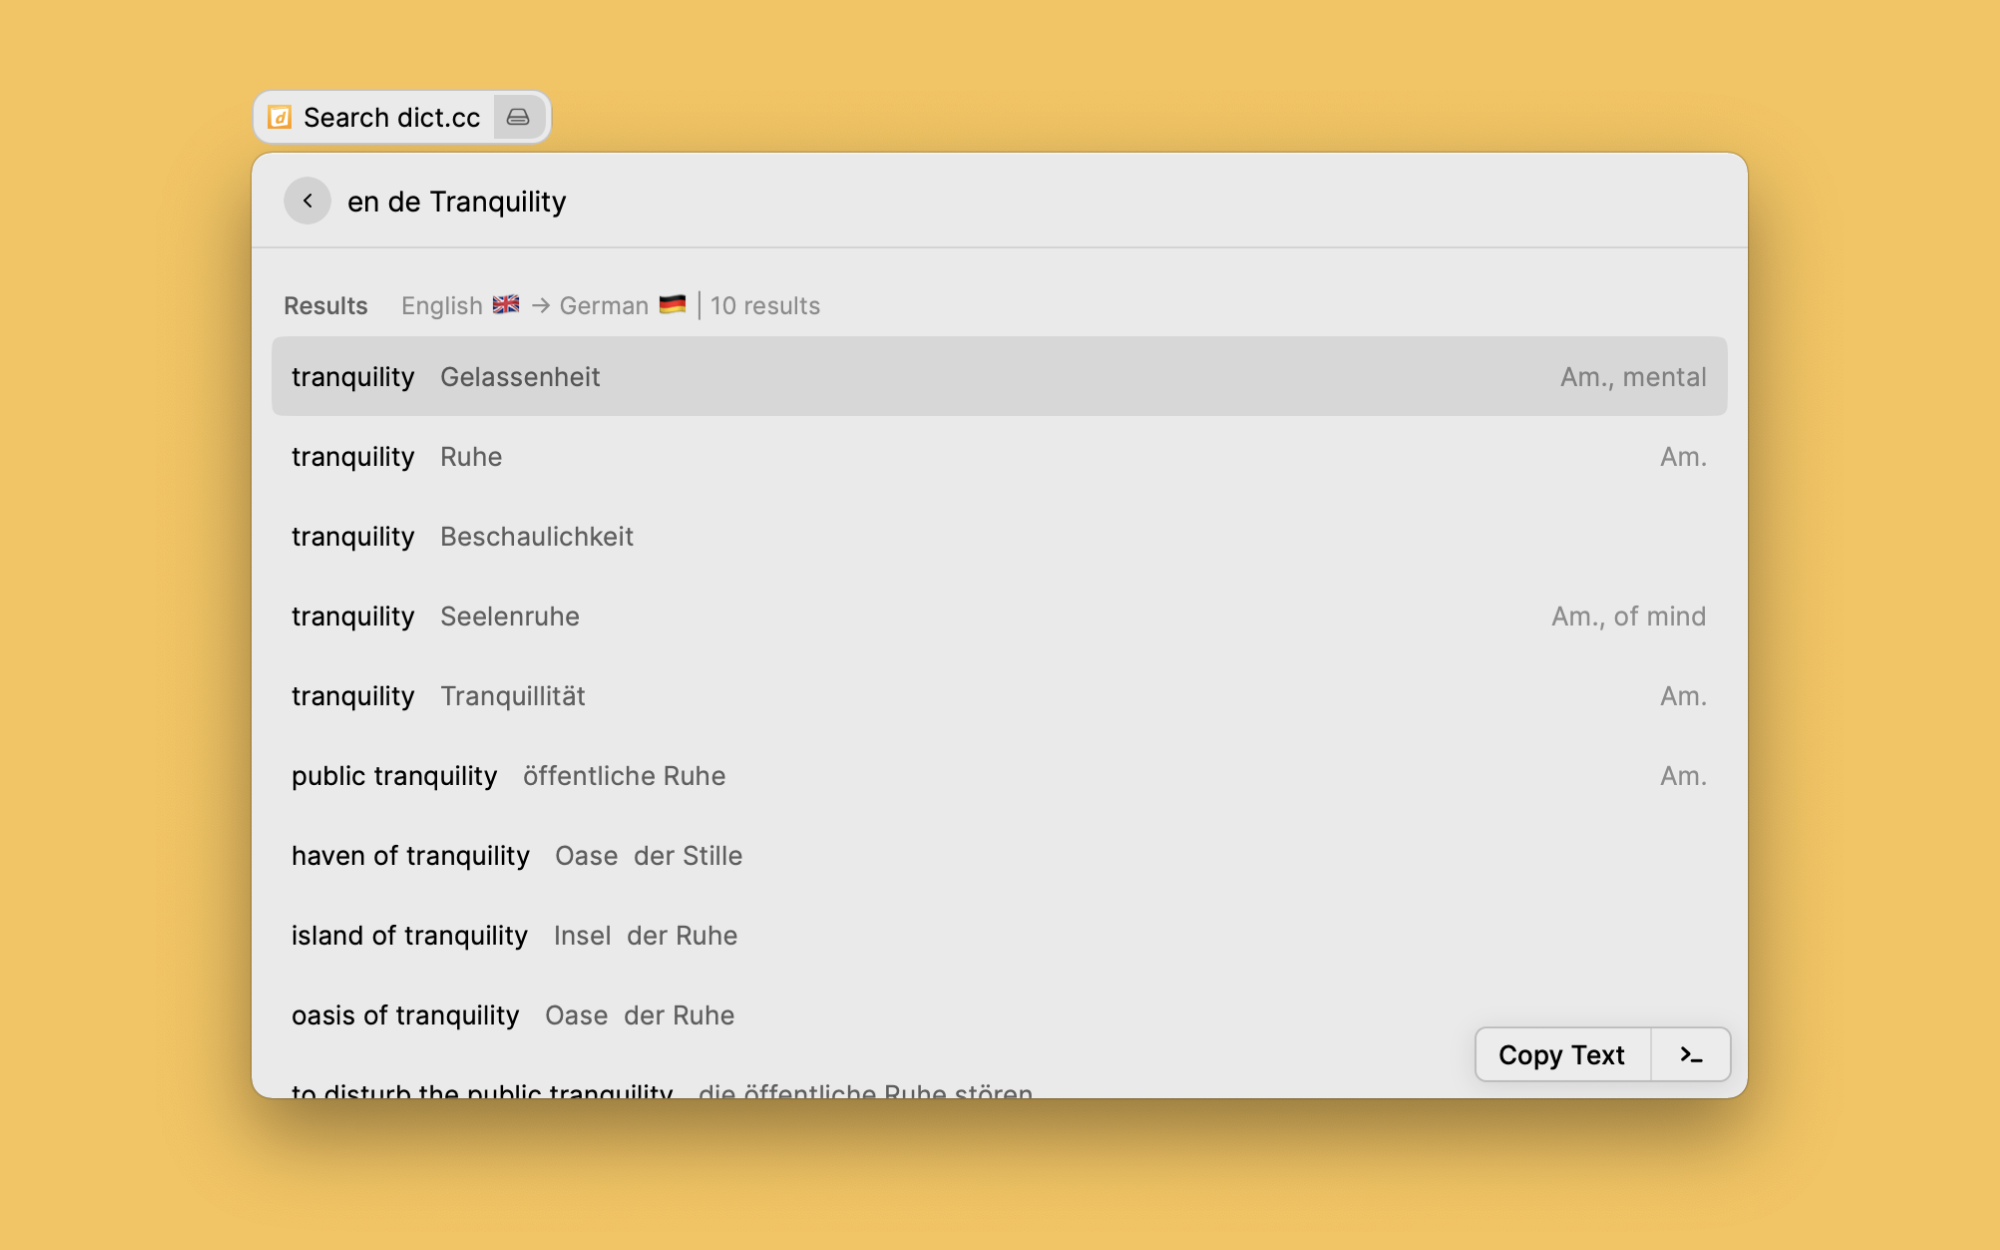 Search dict.cc
en de Tranquility
Results English 🇬🇧 → German 🇩🇪 | 10 results
tranquility Gelassenheit Am., mental
tranquility Ruhe Am.
tranquility Beschaulichkeit
tranquility Seelenruhe Am., of mind
tranquility Tranquillität Am.
public tranquility öffentliche Ruhe Am.
haven of tranquility Oase der Stille
island of tranquility Insel der Ruhe
oasis of tranquility Oase der Ruhe
Copy Text >_
to disturb the public tranquility die öffentliche Ruhe stören